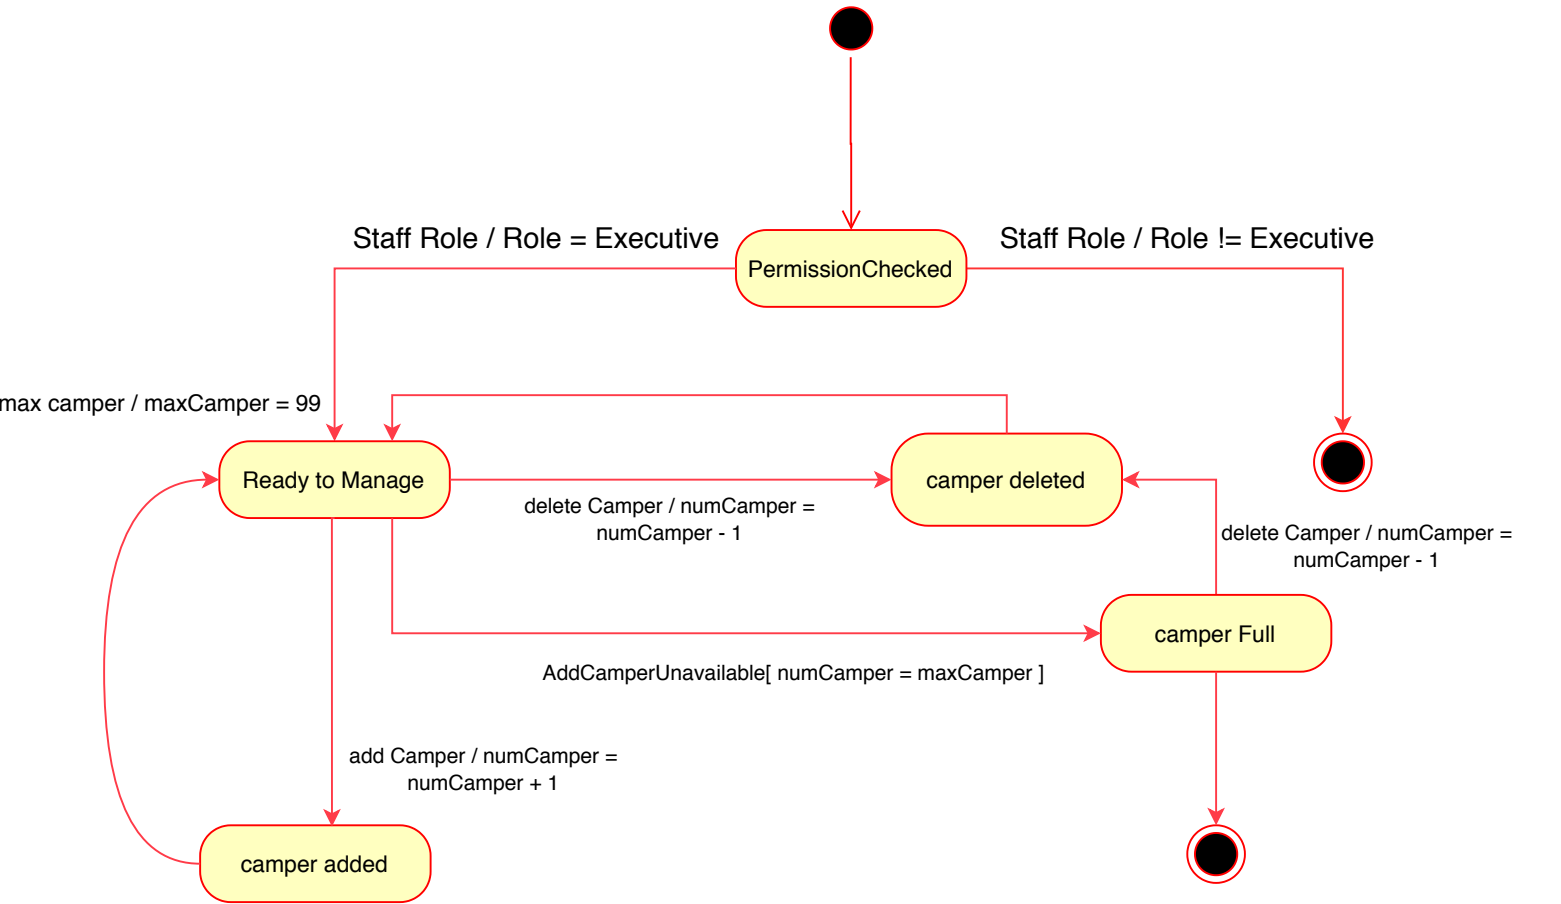 Staff Role / Role = Executive
Staff Role / Role != Executive
PermissionChecked
max camper / maxCamper = 99
Ready to Manage
camper deleted
delete Camper / numCamper =
numCamper - 1
delete Camper / numCamper =
numCamper - 1
camper Full
AddCamperUnavailable[ numCamper = maxCamper ]
add Camper / numCamper =
numCamper + 1
camper added